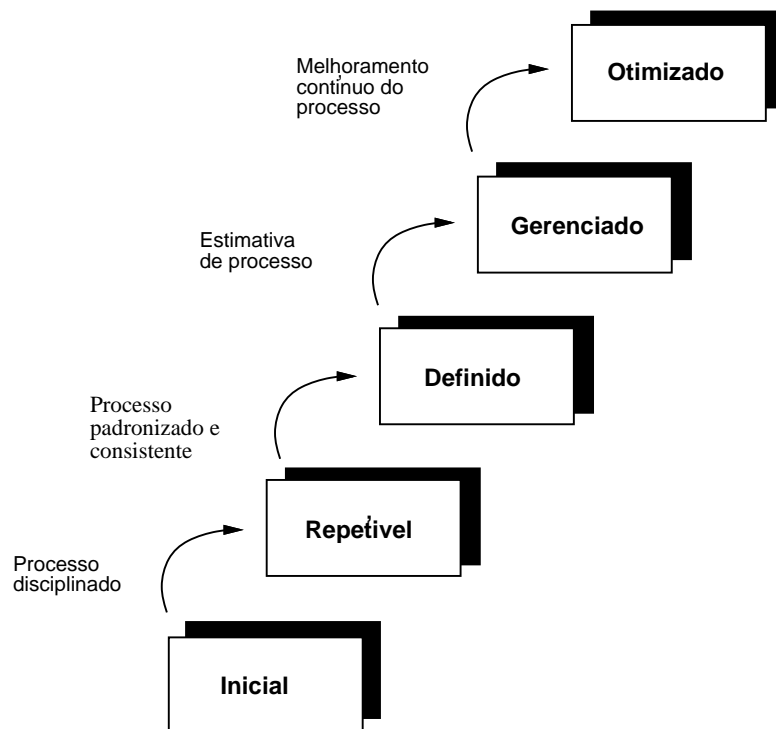 Melhoramento
contínuo do
processo
Otimizado
Estimativa
de processo
Gerenciado
Processo
padronizado e
consistente
Definido
Processo
disciplinado
Repetível
Inicial